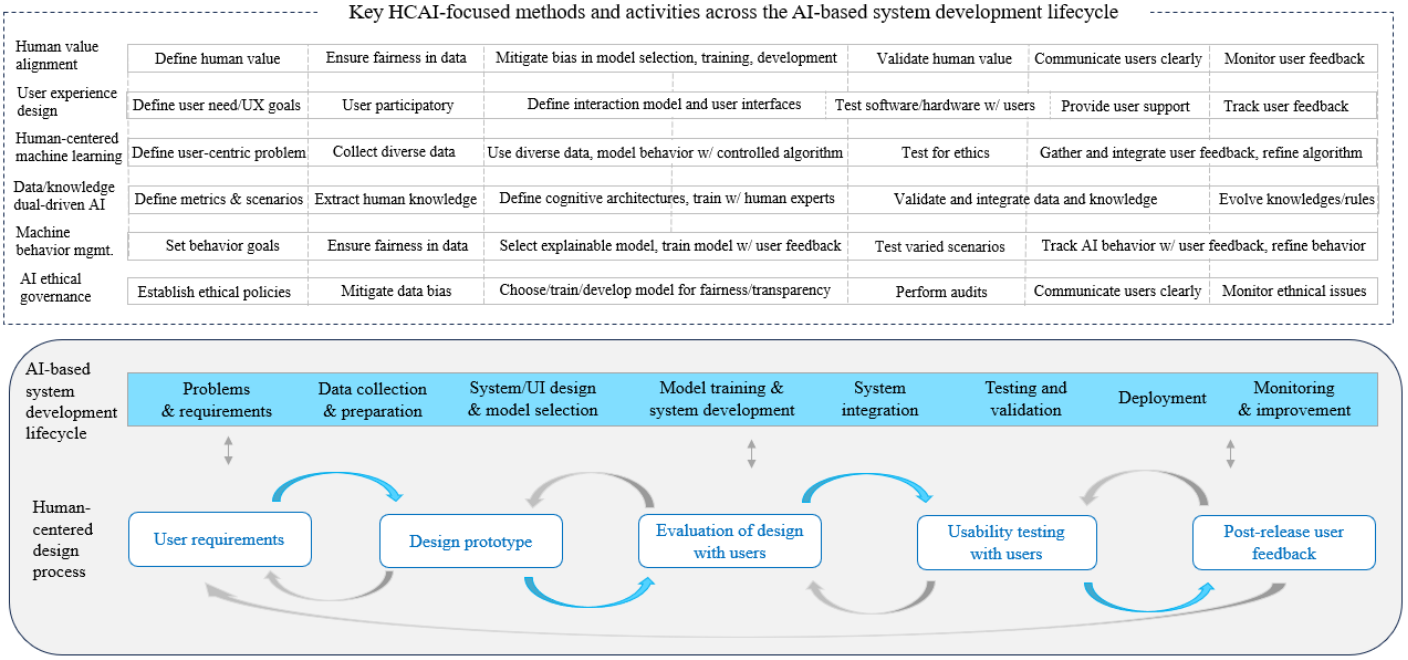 Key HCAI-focused methods and activities across the AI-based system development lifecycle
Human value
alignment
Define human value
Ensure fairness in data
Mitigate bias in model selection, training, development
Validate human value
Communicate users clearly
Monitor user feedback
User experience
design
Define user need/UX goals
User participatory
Define interaction model and user interfaces
Test software/hardware w/ users
Provide user support
Track user feedback
Human-centered
machine learning
Define user-centric problem
Collect diverse data
Use diverse data, model behavior w/ controlled algorithm
Test for ethics
Gather and integrate user feedback, refine algorithm
Data/knowledge
dual-driven AI
Define metrics & scenarios
Extract human knowledge
Define cognitive architectures, train w/ human experts
Validate and integrate data and knowledge
Evolve knowledges/rules
Machine
behavior mgmt.
Set behavior goals
Ensure fairness in data
Select explainable model, train model w/ user feedback
Test varied scenarios
Track AI behavior w/ user feedback, refine behavior
AI ethical
governance
Establish ethical policies
Mitigate data bias
Choose/train/develop model for fairness/transparency
Perform audits
Communicate users clearly
Monitor ethnical issues
AI-based
system
development
lifecycle
Problems
& requirements
Data collection
& preparation
System/UI design
& model selection
Model training &
system development
System
integration
Testing and
validation
Deployment
Monitoring
& improvement
Human-
centered
design
process
User requirements
Design prototype
Evaluation of design
with users
Usability testing
with users
Post-release user
feedback